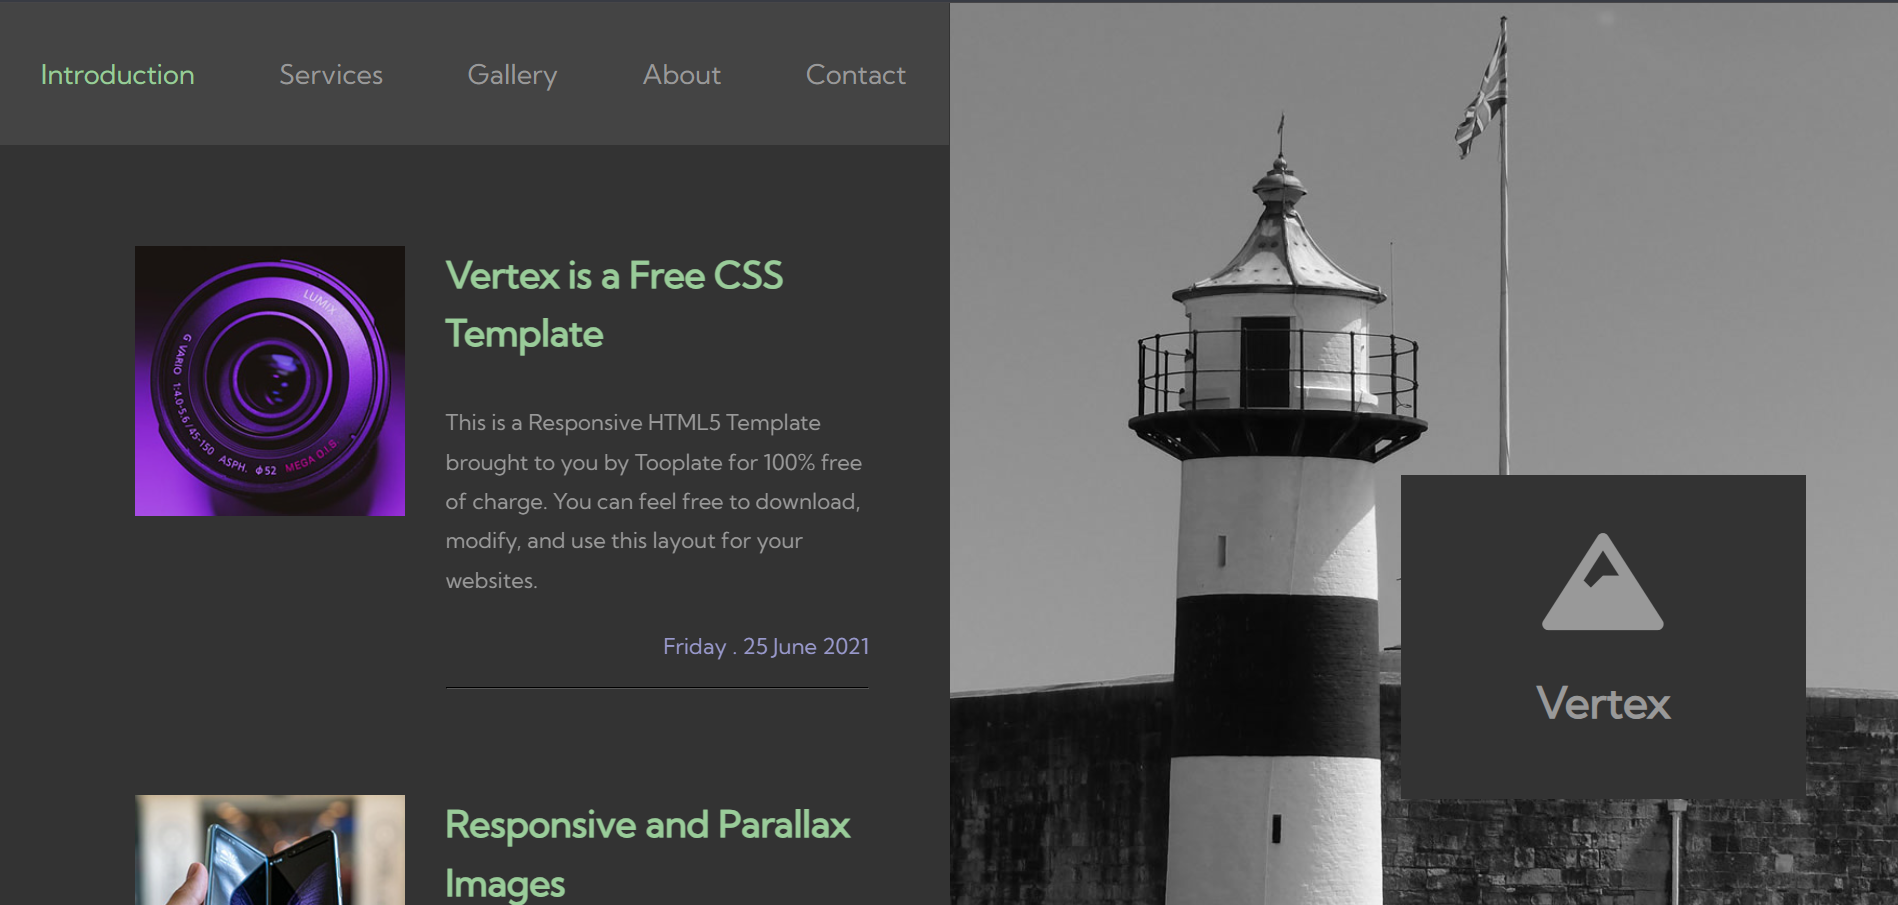 Introduction Services Gallery About Contact
LUMIX
G VARIO 1:4.0-5.6/45-150 ASPH. ϕ52 MEGA O.I.S.
Vertex is a Free CSS
Template
This is a Responsive HTML5 Template
brought to you by Tooplate for 100% free
of charge. You can feel free to download,
modify, and use this layout for your
websites.
Friday . 25 June 2021
Responsive and Parallax
Images
Vertex